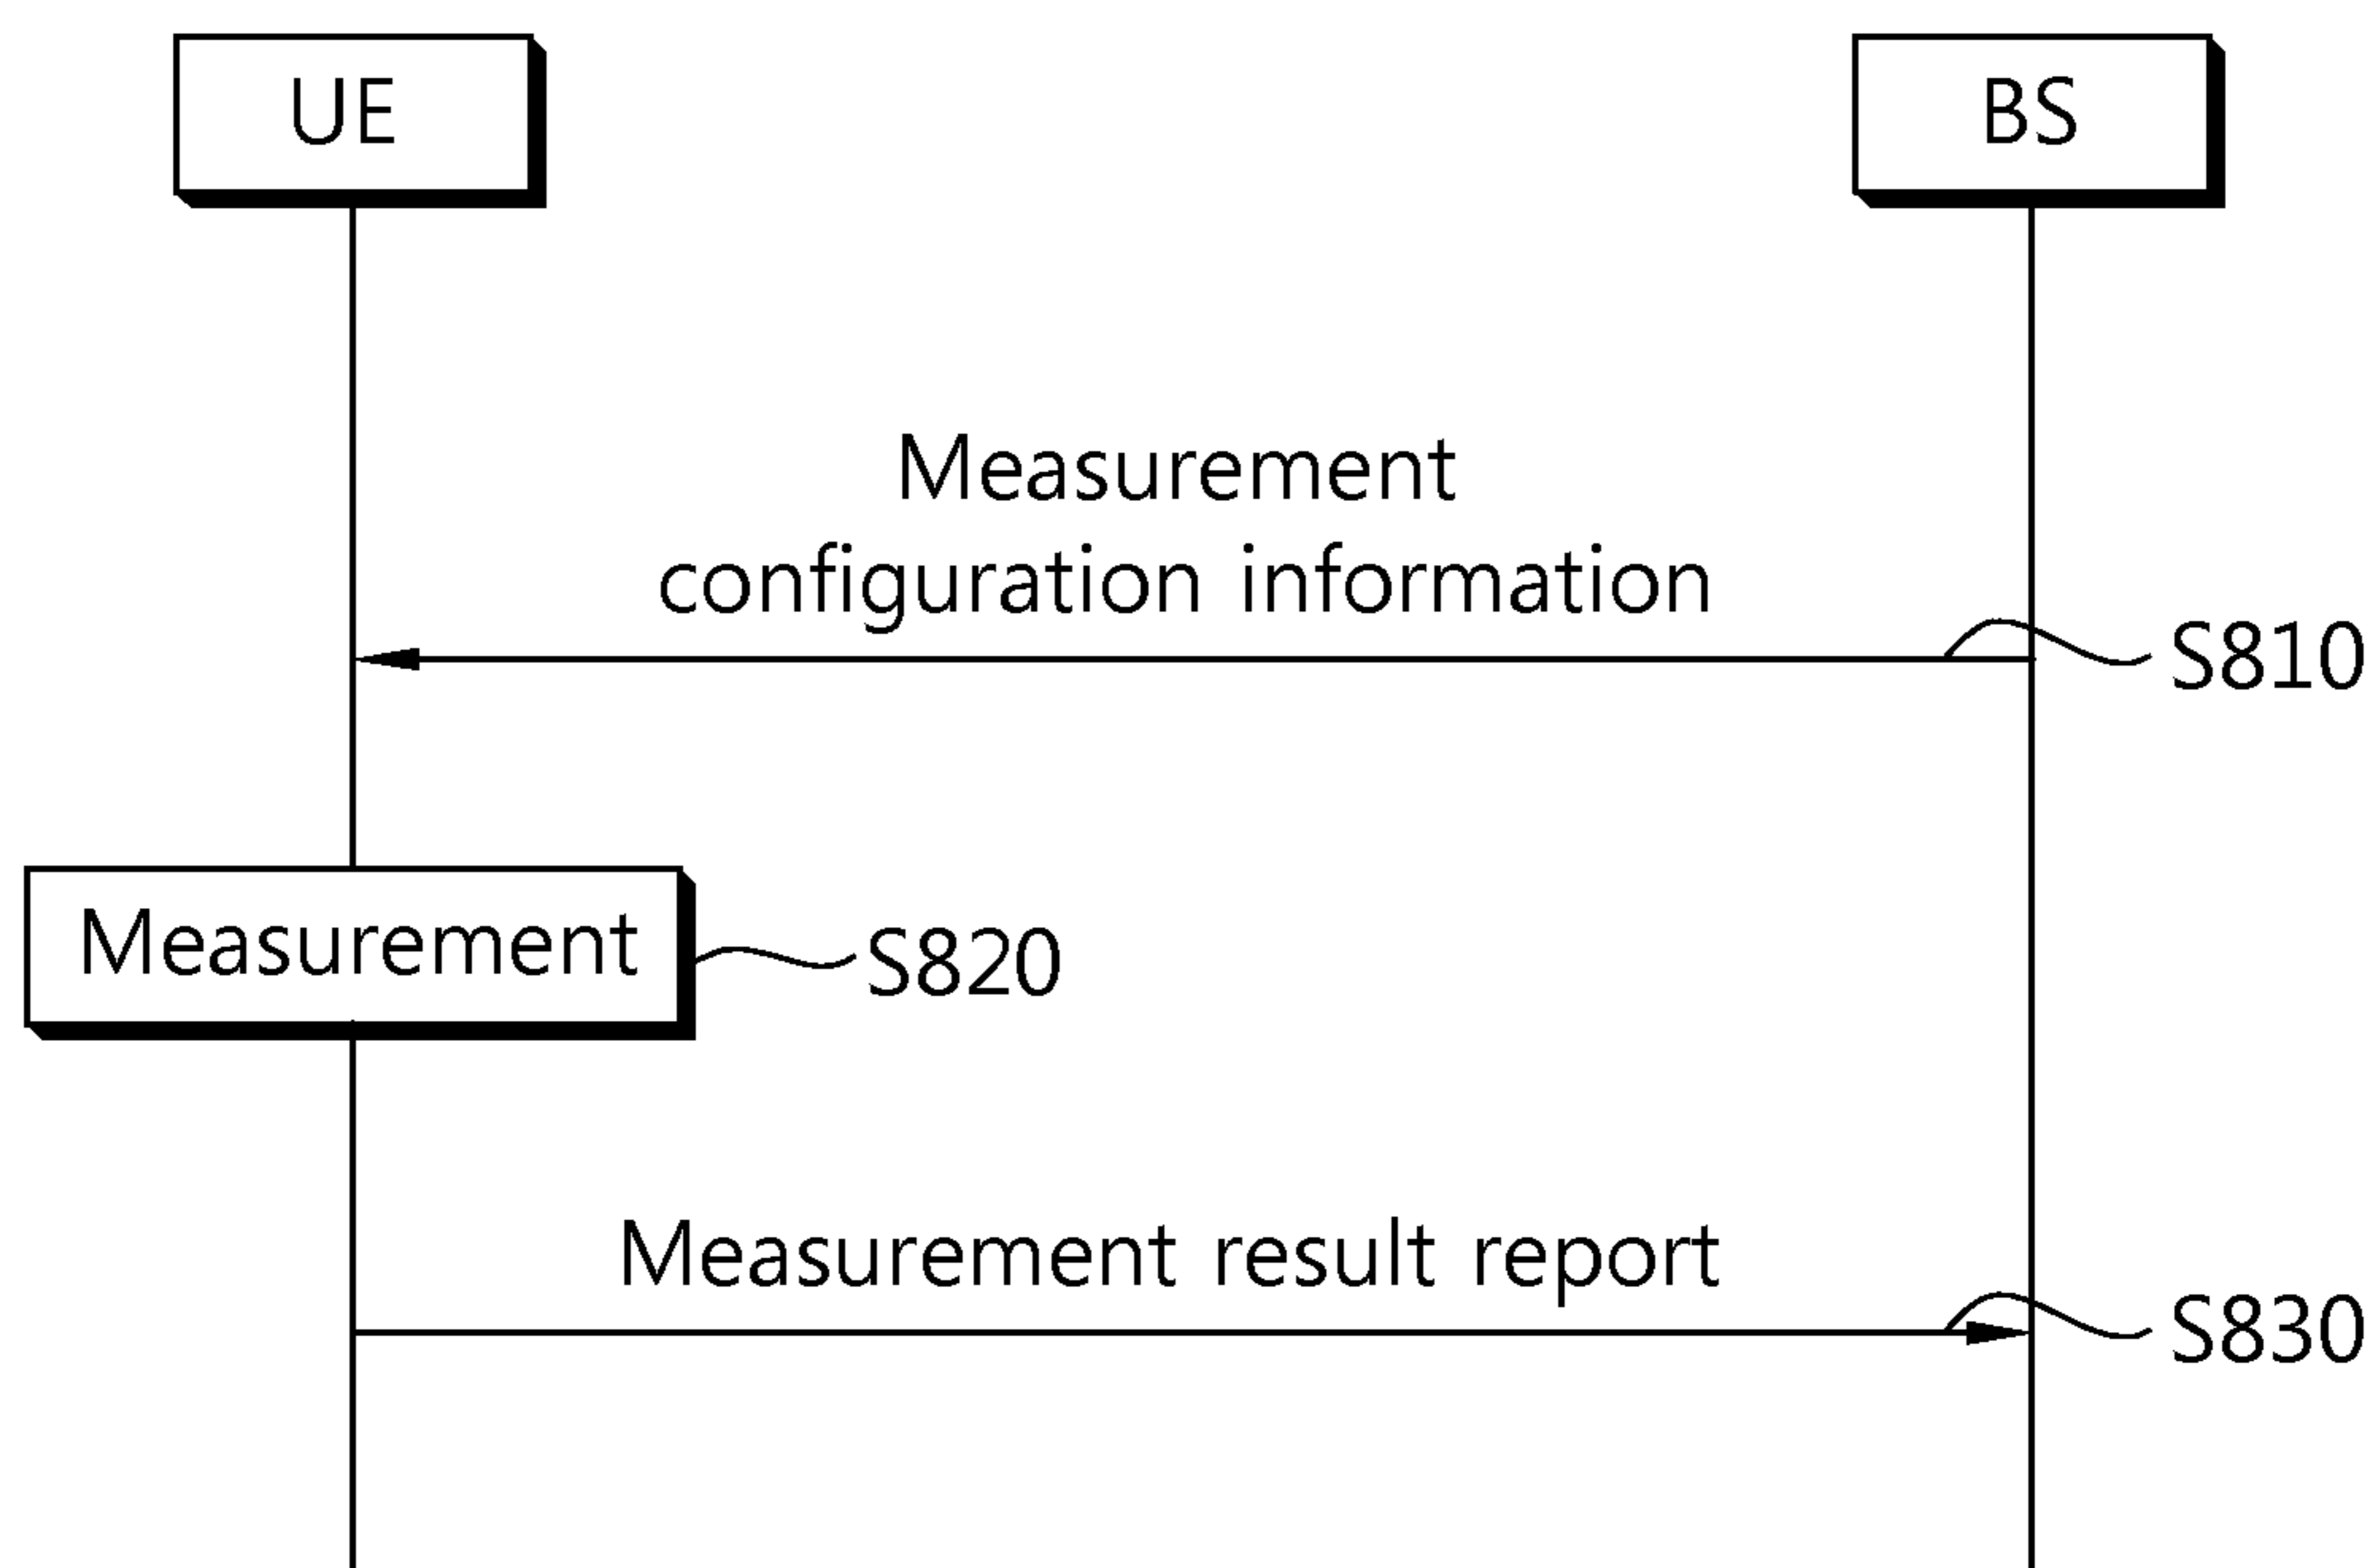 UE
BS
Measurement
configuration information
S810
Measurement
S820
Measurement result report
S830